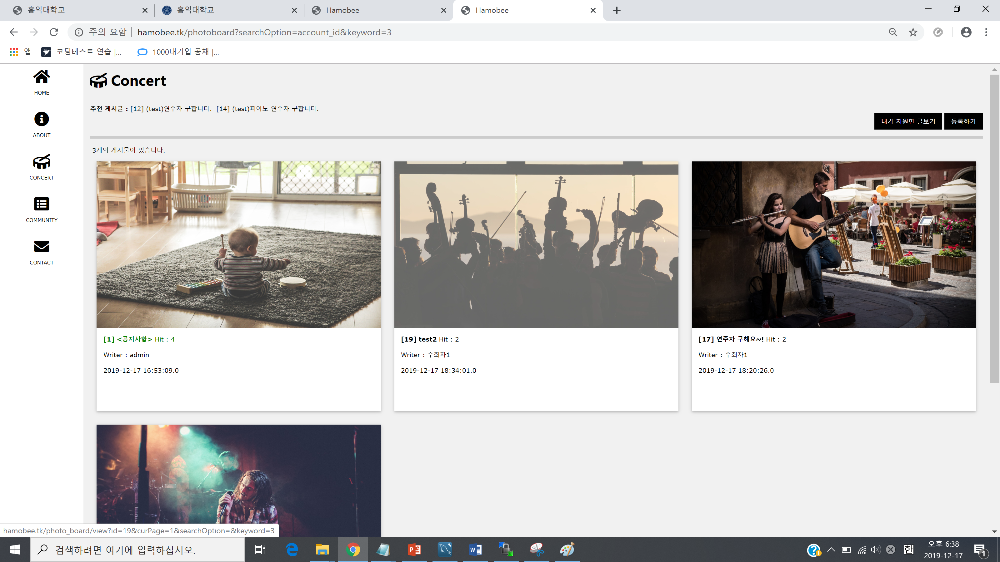 홍익대학교
홍익대학교
Hamobee
Hamobee
주의 요함
hamobee.tk/photoboard?searchOption=account_id&keyword=3
앱
코딩테스트 연습 |...
1000대기업 공채 |...
HOME
ABOUT
CONCERT
COMMUNITY
CONTACT
Concert
추천 게시글 : [12] (test)연주자 구합니다. [14] (test)피아노 연주자 구합니다.
내가 지원한 글보기
등록하기
3개의 게시물이 있습니다.
[1] <공지사항> Hit : 4
Writer : admin
2019-12-17 16:53:09.0
[19] test2 Hit : 2
Writer : 주최자1
2019-12-17 18:34:01.0
[17] 연주자 구해요~! Hit : 2
Writer : 주최자1
2019-12-17 18:20:26.0
hamobee.tk/photo_board/view?id=19&curPage=1&searchOption=&keyword=3
검색하려면 여기에 입력하십시오.
한
오후 6:38
2019-12-17
1